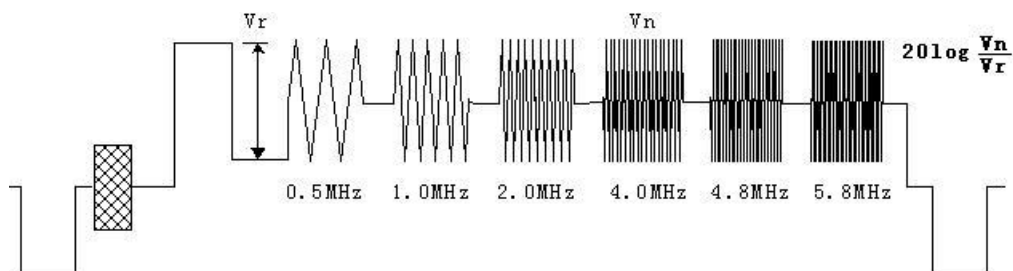 Vr
Vn
20log Vn/Vr
0.5MHz 1.0MHz 2.0MHz 4.0MHz 4.8MHz 5.8MHz